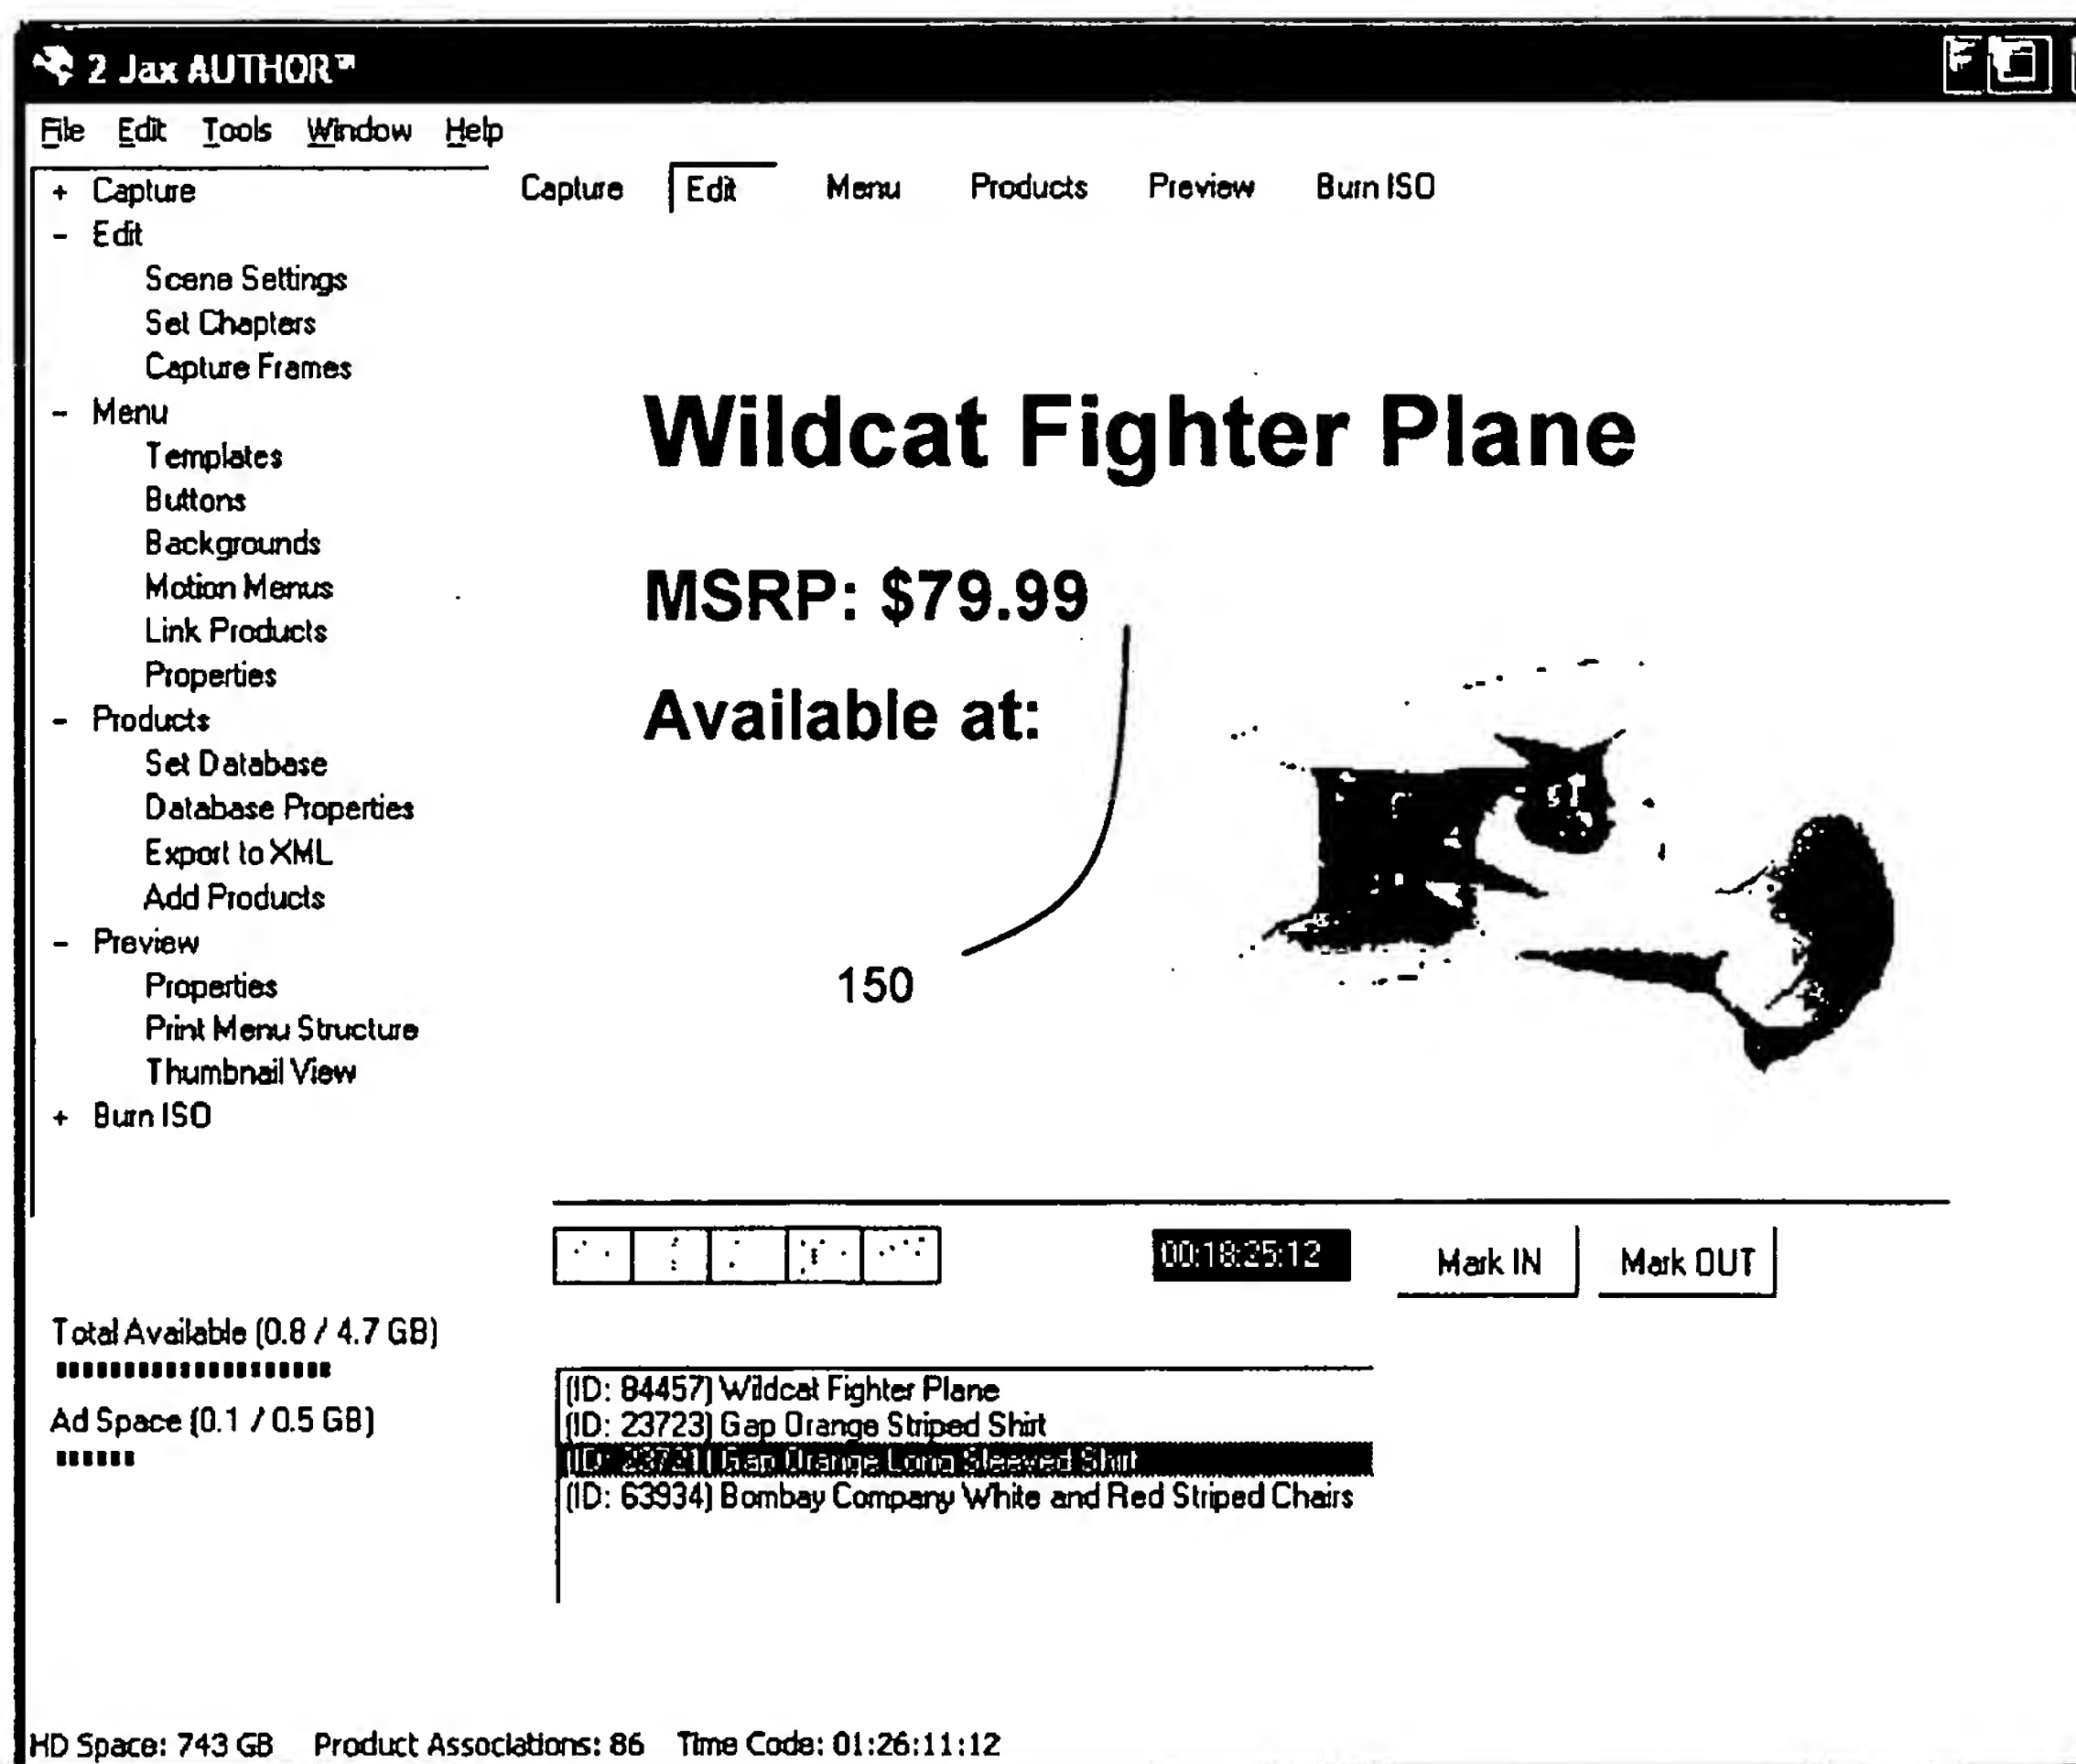 2 Jax AUTHOR™
File Edit Tools Window Help
+ Capture
- Edit
Scene Settings
Set Chapters
Capture Frames
- Menu
Templates
Buttons
Backgrounds
Motion Menus
Link Products
Properties
- Products
Set Database
Database Properties
Export to XML
Add Products
- Preview
Properties
Print Menu Structure
Thumbnail View
+ Burn ISO
Capture Edit Menu Products Preview Burn ISO
Wildcat Fighter Plane
MSRP: $79.99
Available at:
150
00:18:25:12 Mark IN Mark OUT
Total Available (0.8 / 4.7 GB)
Ad Space (0.1 / 0.5 GB)
(ID: 84457) Wildcat Fighter Plane
(ID: 23723) Gap Orange Striped Shirt
Gap Orange Long Sleeved Shirt
(ID: 63934) Bombay Company White and Red Striped Chairs
HD Space: 743 GB Product Associations: 86 Time Code: 01:26:11:12